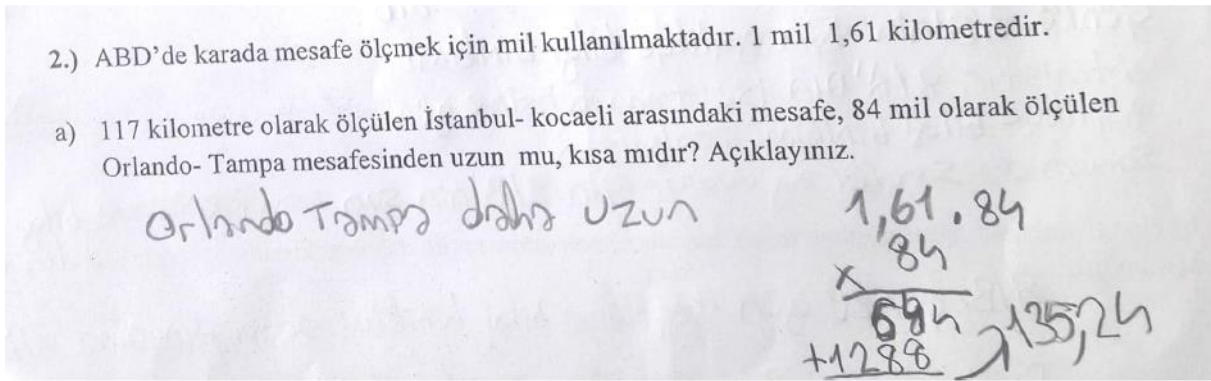 2.) ABD'de karada mesafe ölçmek için mil kullanılmaktadır. 1 mil 1,61 kilometredir.
a) 117 kilometre olarak ölçülen İstanbul- kocaeli arasındaki mesafe, 84 mil olarak ölçülen
Orlando- Tampa mesafesinden uzun mu, kısa mıdır? Açıklayınız.
Orlando Tampa daha uzun
1,61 . 84
84
x
644
+1288
135,24